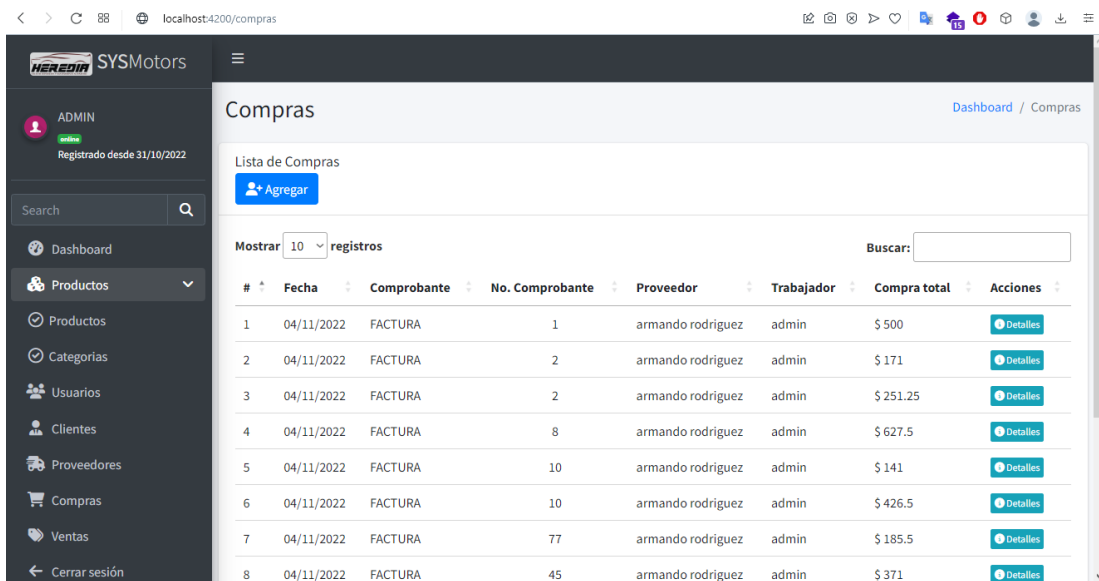 localhost:4200/compras
15
HEREDIA SYSMotors
ADMIN
online
Registrado desde 31/10/2022
Search
Dashboard
Productos
Productos
Categorias
Usuarios
Clientes
Proveedores
Compras
Ventas
Cerrar sesión
Compras
Dashboard / Compras
Lista de Compras
Agregar
Mostrar 10 registros
Buscar:
# Fecha Comprobante No. Comprobante Proveedor Trabajador Compra total Acciones
1 04/11/2022 FACTURA 1 armando rodriguez admin $ 500 Detalles
2 04/11/2022 FACTURA 2 armando rodriguez admin $ 171 Detalles
3 04/11/2022 FACTURA 2 armando rodriguez admin $ 251.25 Detalles
4 04/11/2022 FACTURA 8 armando rodriguez admin $ 627.5 Detalles
5 04/11/2022 FACTURA 10 armando rodriguez admin $ 141 Detalles
6 04/11/2022 FACTURA 10 armando rodriguez admin $ 426.5 Detalles
7 04/11/2022 FACTURA 77 armando rodriguez admin $ 185.5 Detalles
8 04/11/2022 FACTURA 45 armando rodriguez admin $ 371 Detalles